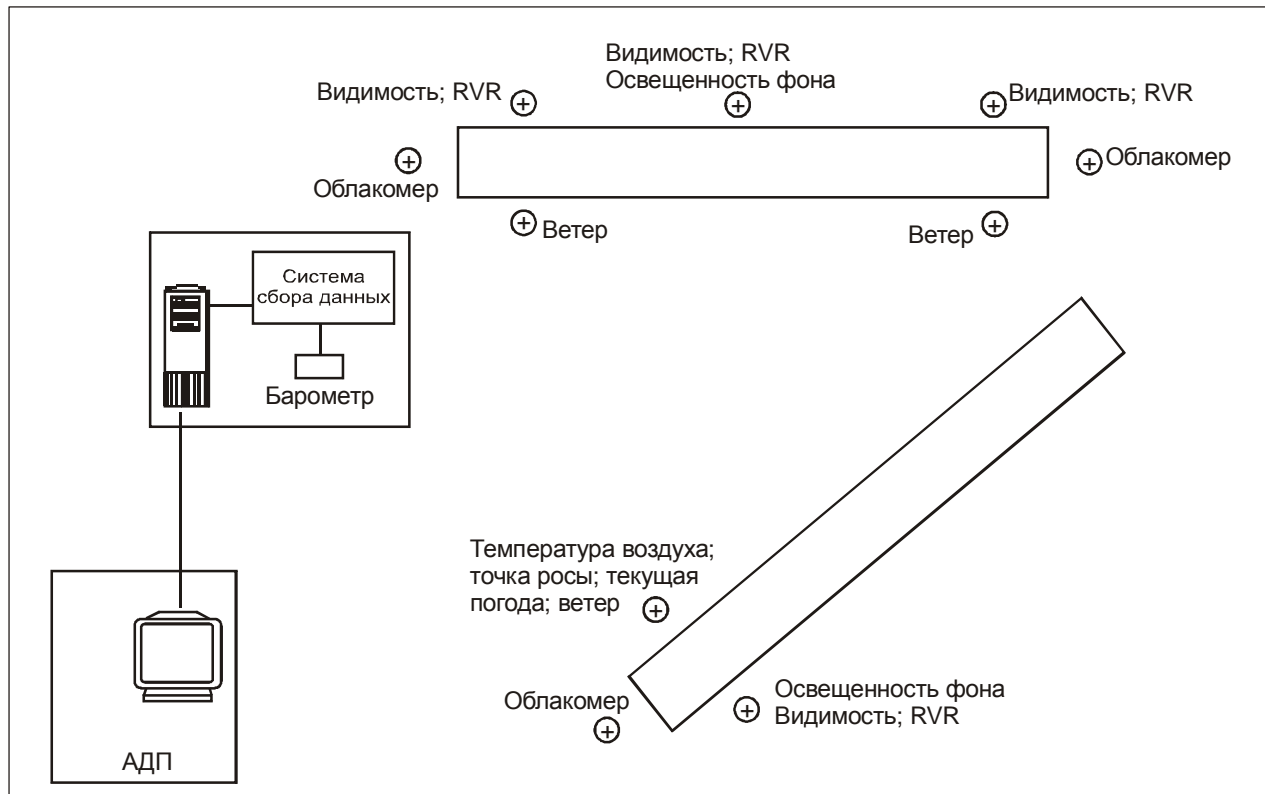 Видимость; RVR
Освещенность фона
Видимость; RVR
Видимость; RVR
Облакомер
Облакомер
Ветер
Ветер
Система
сбора данных
Барометр
Температура воздуха;
точка росы; текущая
погода; ветер
Облакомер
Освещенность фона
Видимость; RVR
АДП